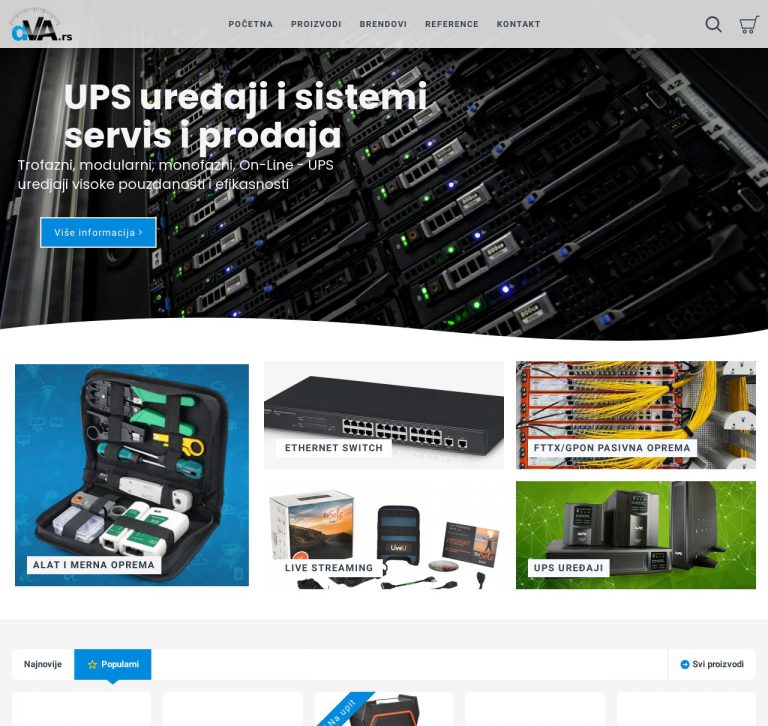 aVA.rs
POČETNA PROIZVODI BRENDOVI REFERENCE KONTAKT
UPS uređaji i sistemi
servis i prodaja
Trofazni, modularni, monofazni, On-Line - UPS
uredjaji visoke pouzdanosti i efikasnosti
Više informacija
ALAT I MERNA OPREMA
ETHERNET SWITCH
FTTX/GPON PASIVNA OPREMA
LiveU
LIVE STREAMING
UPS UREĐAJI
Najnovije
Popularni
Svi proizvodi
Na upit